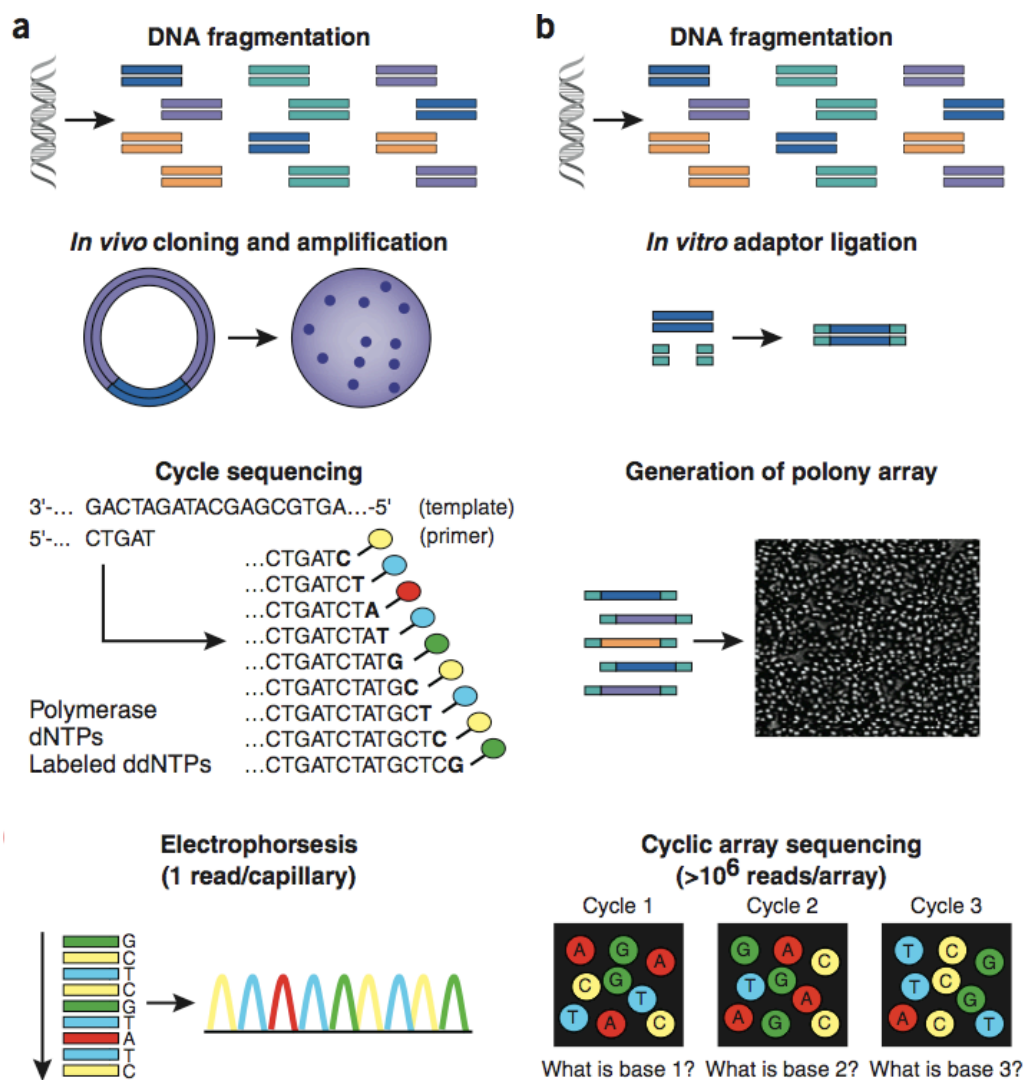 a
DNA fragmentation
In vivo cloning and amplification
Cycle sequencing
3'-... GACTAGATACGAGCGTGA...-5' (template)
5'-... CTGAT (primer)
...CTGATC
...CTGATCT
...CTGATCTA
...CTGATCTAT
...CTGATCTATG
...CTGATCTATGC
...CTGATCTATGCT
...CTGATCTATGCTC
...CTGATCTATGCTCG
Polymerase
dNTPs
Labeled ddNTPs
Electrophorsesis
(1 read/capillary)
G
C
T
C
G
T
A
T
C
b
DNA fragmentation
In vitro adaptor ligation
Generation of polony array
Cyclic array sequencing
(>10⁶ reads/array)
Cycle 1
A G A
C G T
T A C
What is base 1?
Cycle 2
G A C
T G A
A G C
What is base 2?
Cycle 3
T C G
T C G
A C T
What is base 3?